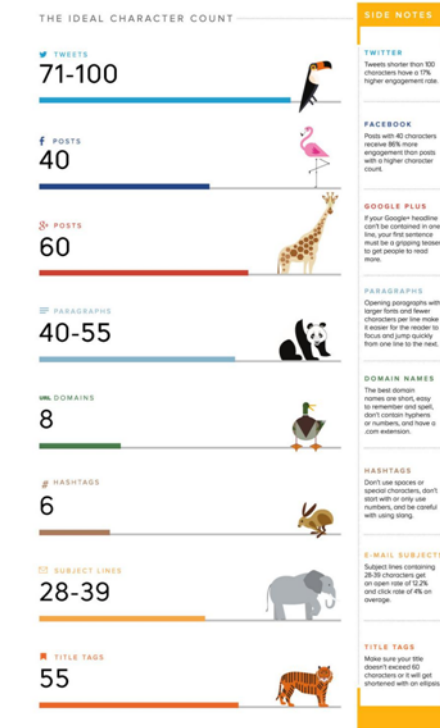 THE IDEAL CHARACTER COUNT
TWEETS
71-100
POSTS
40
POSTS
60
PARAGRAPHS
40-55
URL DOMAINS
8
# HASHTAGS
6
SUBJECT LINES
28-39
TITLE TAGS
55
SIDE NOTES
TWITTER
Tweets shorter than 100
characters have a 17%
higher engagement rate.
FACEBOOK
Posts with 40 characters
receive 86% more
engagement than posts
with a higher character
count.
GOOGLE PLUS
If your Google+ headline
can't be contained in one
line, your first sentence
must be a gripping teaser
to get people to read
more.
PARAGRAPHS
Opening paragraphs with
larger fonts and fewer
characters per line make
it easier for the reader to
focus and jump quickly
from one line to the next.
DOMAIN NAMES
The best domain
names are short, easy
to remember and spell,
don't contain hyphens
or numbers, and have a
.com extension.
HASHTAGS
Don't use spaces or
special characters, don't
start with or only use
numbers, and be careful
with using slang.
E-MAIL SUBJECTS
Subject lines containing
28-39 characters get
an open rate of 12.2%
and click rate of 4% on
average.
TITLE TAGS
Make sure your title
doesn't exceed 60
characters or it will get
shortened with an ellipsis.